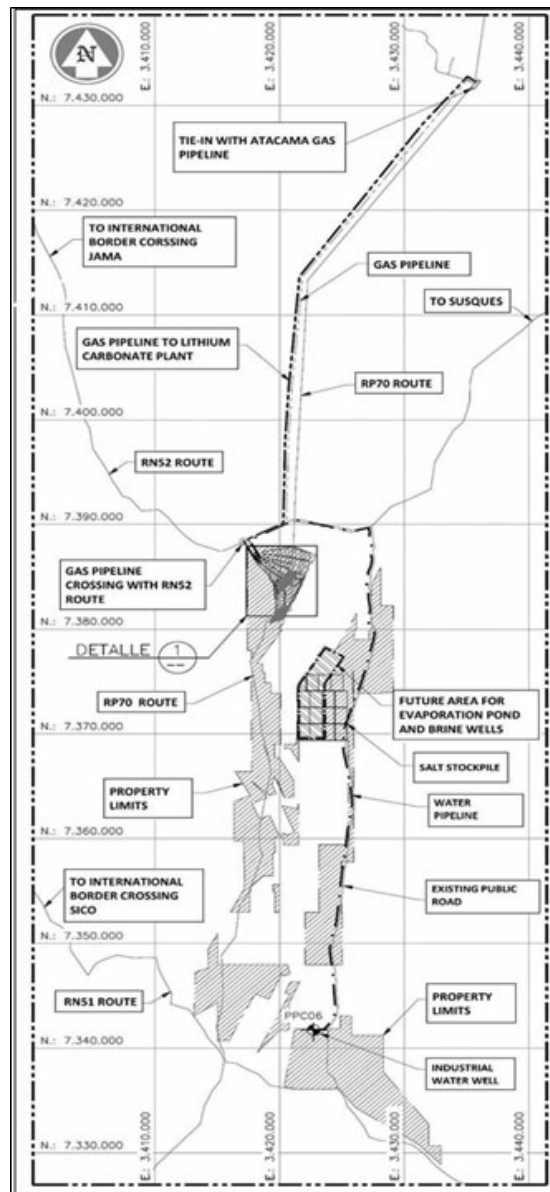 N
E.: 3.410.000
E.: 3.420.000
E.: 3.430.000
E.: 3.440.000
N.: 7.430.000
TIE-IN WITH ATACAMA GAS
PIPELINE
N.: 7.420.000
TO INTERNATIONAL
BORDER CORSSING
JAMA
GAS PIPELINE
N.: 7.410.000
TO SUSQUES
GAS PIPELINE TO LITHIUM
CARBONATE PLANT
RP70 ROUTE
N.: 7.400.000
RN52 ROUTE
N.: 7.390.000
GAS PIPELINE
CROSSING WITH RN52
ROUTE
N.: 7.380.000
DETALLE 1
--
RP70 ROUTE
FUTURE AREA FOR
EVAPORATION POND
AND BRINE WELLS
N.: 7.370.000
SALT STOCKPILE
PROPERTY
LIMITS
WATER
PIPELINE
N.: 7.360.000
TO INTERNATIONAL
BORDER CROSSING
SICO
EXISTING PUBLIC
ROAD
N.: 7.350.000
RN51 ROUTE
PROPERTY
LIMITS
PPC06
N.: 7.340.000
INDUSTRIAL
WATER WELL
N.: 7.330.000
E.: 3.410.000
E.: 3.420.000
E.: 3.430.000
E.: 3.440.000